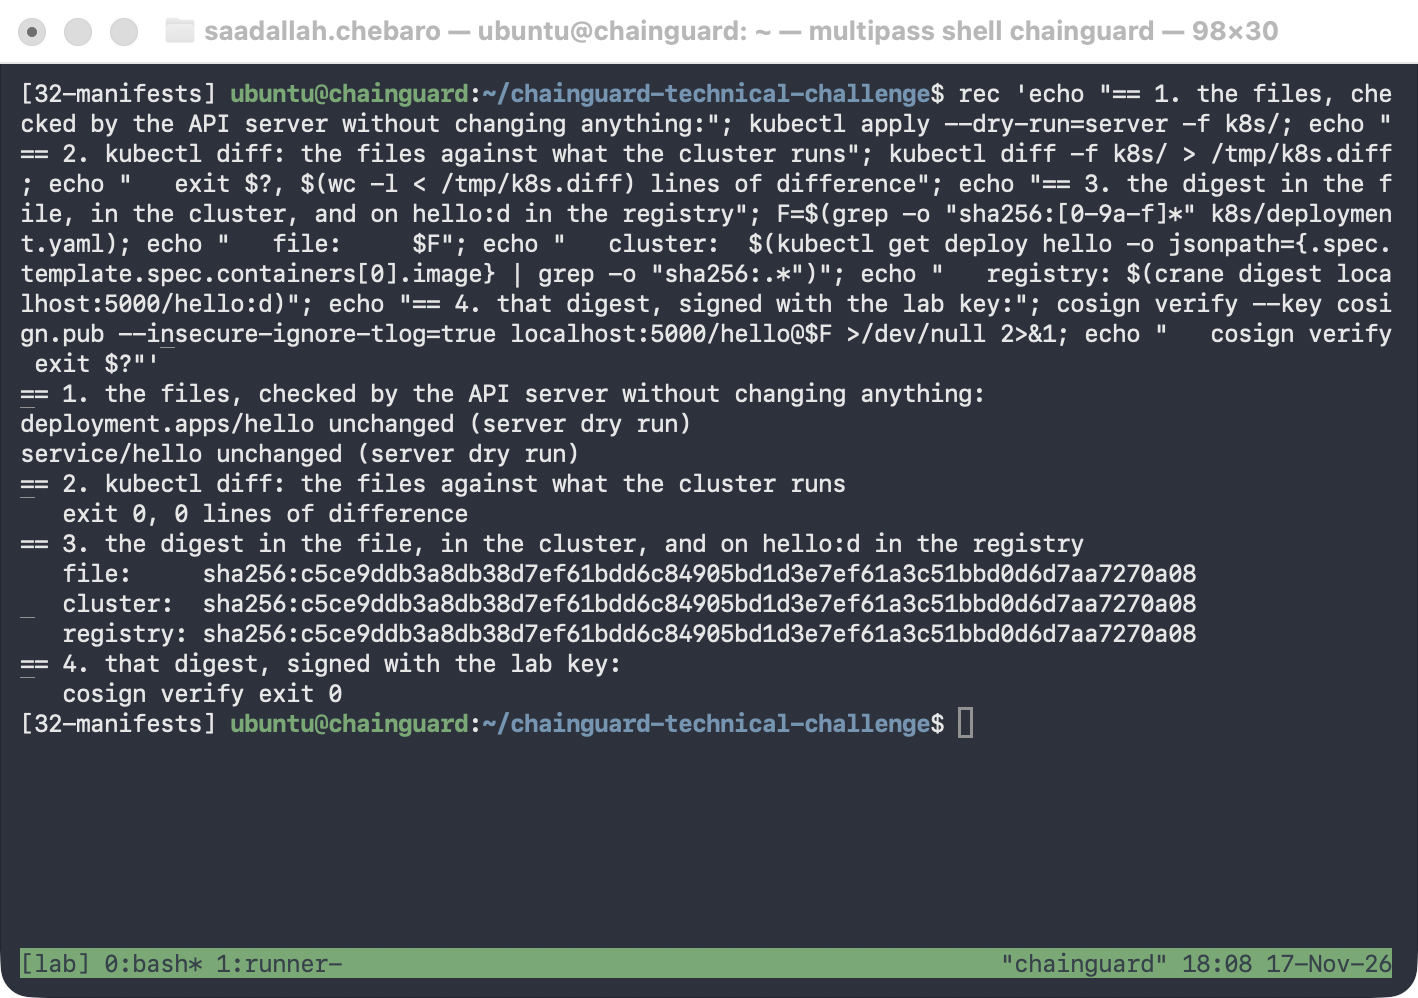 saadallah.chebaro — ubuntu@chainguard: ~ — multipass shell chainguard — 98×30
[32-manifests] ubuntu@chainguard:~/chainguard-technical-challenge$ rec 'echo "== 1. the files, che
cked by the API server without changing anything:"; kubectl apply --dry-run=server -f k8s/; echo "
== 2. kubectl diff: the files against what the cluster runs"; kubectl diff -f k8s/ > /tmp/k8s.diff
; echo "   exit $?, $(wc -l < /tmp/k8s.diff) lines of difference"; echo "== 3. the digest in the f
ile, in the cluster, and on hello:d in the registry"; F=$(grep -o "sha256:[0-9a-f]*" k8s/deploymen
t.yaml); echo "   file:     $F"; echo "   cluster:  $(kubectl get deploy hello -o jsonpath={.spec.
template.spec.containers[0].image} | grep -o "sha256:.*")"; echo "   registry: $(crane digest loca
lhost:5000/hello:d)"; echo "== 4. that digest, signed with the lab key:"; cosign verify --key cosi
gn.pub --insecure-ignore-tlog=true localhost:5000/hello@$F >/dev/null 2>&1; echo "   cosign verify
 exit $?"'
== 1. the files, checked by the API server without changing anything:
deployment.apps/hello unchanged (server dry run)
service/hello unchanged (server dry run)
== 2. kubectl diff: the files against what the cluster runs
   exit 0, 0 lines of difference
== 3. the digest in the file, in the cluster, and on hello:d in the registry
   file:     sha256:c5ce9ddb3a8db38d7ef61bdd6c84905bd1d3e7ef61a3c51bbd0d6d7aa7270a08
   cluster:  sha256:c5ce9ddb3a8db38d7ef61bdd6c84905bd1d3e7ef61a3c51bbd0d6d7aa7270a08
   registry: sha256:c5ce9ddb3a8db38d7ef61bdd6c84905bd1d3e7ef61a3c51bbd0d6d7aa7270a08
== 4. that digest, signed with the lab key:
   cosign verify exit 0
[32-manifests] ubuntu@chainguard:~/chainguard-technical-challenge$
[lab] 0:bash* 1:runner- "chainguard" 18:08 17-Nov-26